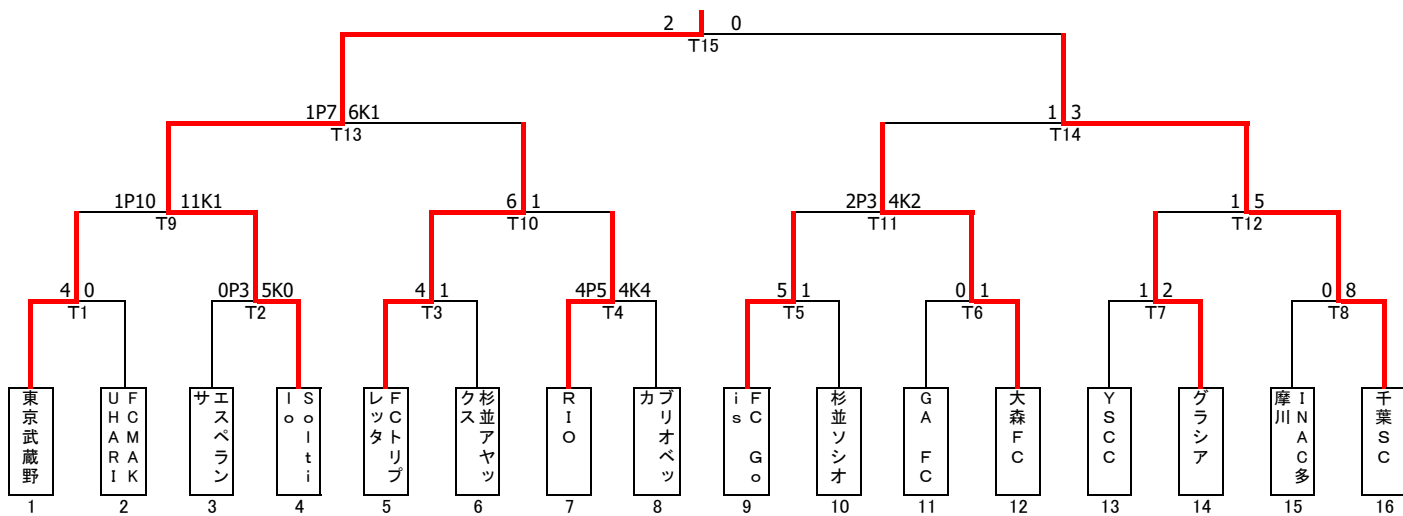 2 0
T15
1P7 6K1
T13
1 3
T14
1P10 11K1
T9
6 1
T10
2P3 4K2
T11
1 5
T12
4 0
T1
0P3 5K0
T2
4 1
T3
4P5 4K4
T4
5 1
T5
0 1
T6
1 2
T7
0 8
T8
東京武蔵野
FCMAK
UHARI
エスペラン
サ
Solti
lo
FCトリプ
レッタ
杉並アヤッ
クス
RIO
ブリオベッ
カ
FC Go
is
杉並ソシオ
GA FC
大森FC
YSCC
グラシア
INAC多
摩川
千葉SC
1 2 3 4 5 6 7 8 9 10 11 12 13 14 15 16